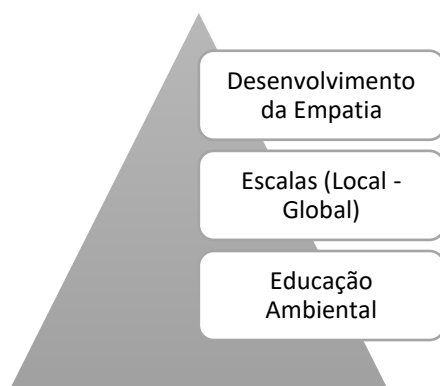 Desenvolvimento
da Empatia
Escalas (Local -
Global)
Educação
Ambiental